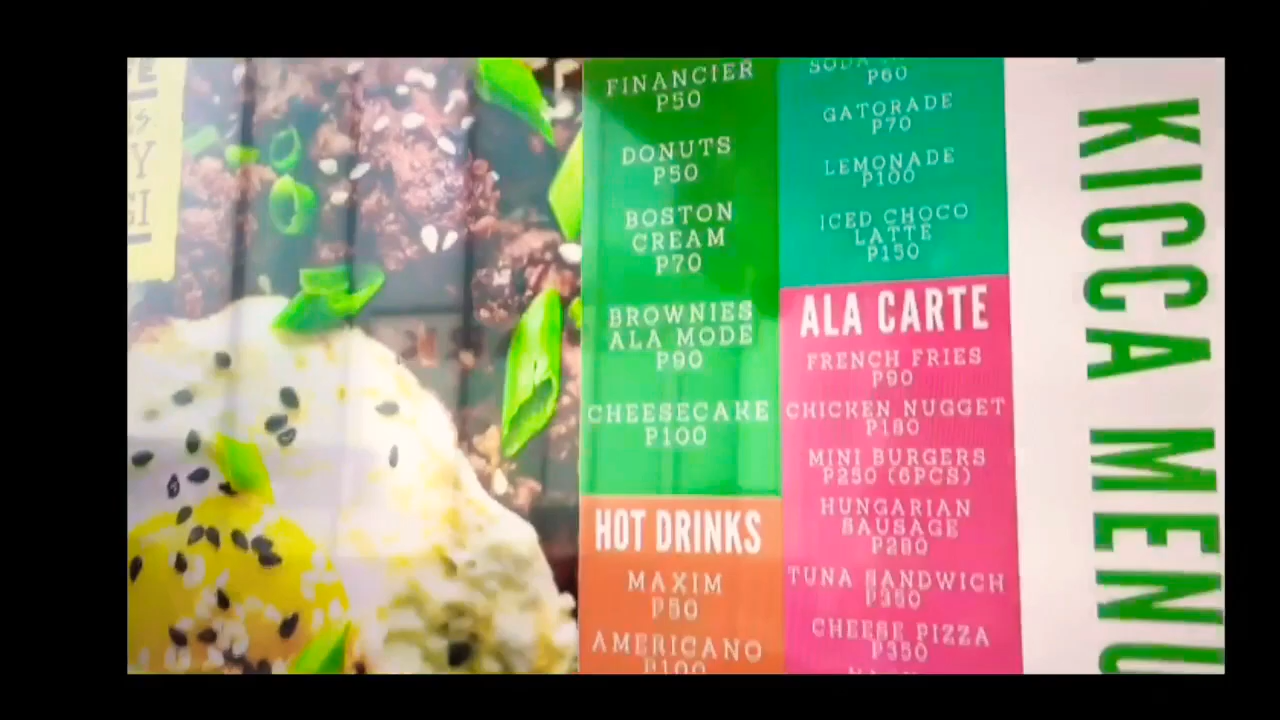 FINANCIER
P50
DONUTS
P50
BOSTON
CREAM
P70
BROWNIES
ALA MODE
P90
CHEESECAKE
P100
HOT DRINKS
MAXIM
P50
AMERICANO
P100
SODA
P60
GATORADE
P70
LEMONADE
P100
ICED CHOCO
LATTE
P150
ALA CARTE
FRENCH FRIES
P90
CHICKEN NUGGET
P180
MINI BURGERS
P250 (6PCS)
HUNGARIAN
SAUSAGE
P280
TUNA SANDWICH
P350
CHEESE PIZZA
P350
KICCA MENU